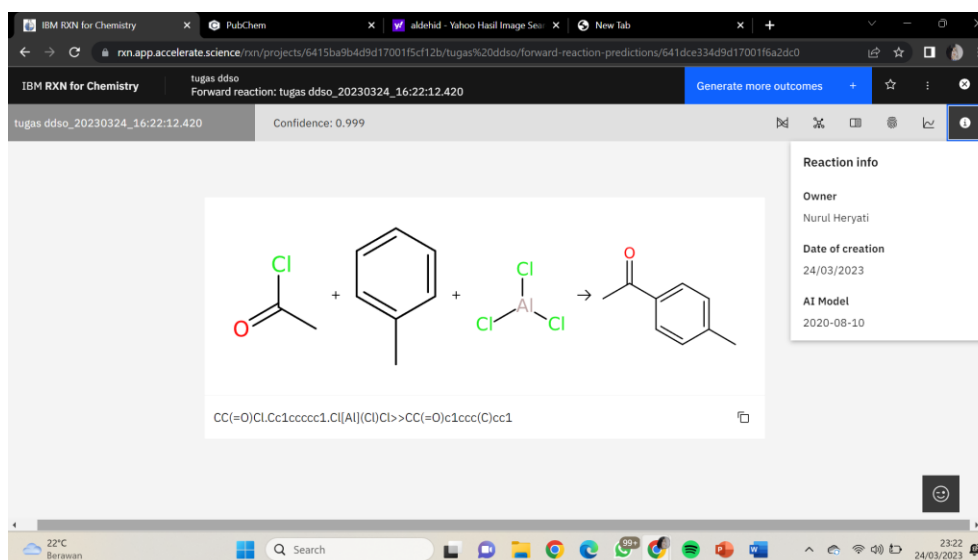 IBM RXN for Chemistry
PubChem
aldehid - Yahoo Hasil Image Sear
New Tab
rxn.app.accelerate.science/rxn/projects/6415ba9b4d9d17001f5cf12b/tugas%20ddso/forward-reaction-predictions/641dce334d9d17001f6a2dc0
IBM RXN for Chemistry
tugas ddso
Forward reaction: tugas ddso_20230324_16:22:12.420
Generate more outcomes +
tugas ddso_20230324_16:22:12.420
Confidence: 0.999
Reaction info
Owner
Nurul Heryati
Date of creation
24/03/2023
AI Model
2020-08-10
Cl
O
+
+
Cl
Al
Cl
Cl
→
O
CC(=O)Cl.Cc1ccccc1.Cl[Al](Cl)Cl>>CC(=O)c1ccc(C)cc1
22°C
Berawan
Search
99+
23:22
24/03/2023